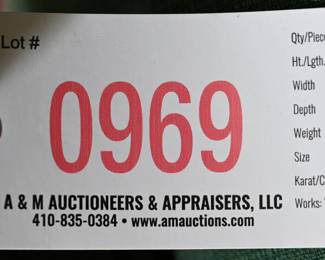 Lot #
0969
A & M AUCTIONEERS & APPRAISERS, LLC
410-835-0384 • www.amauctions.com
Qty/Piec
Ht./Lgth.
Width
Depth
Weight
Size
Karat/C
Works: